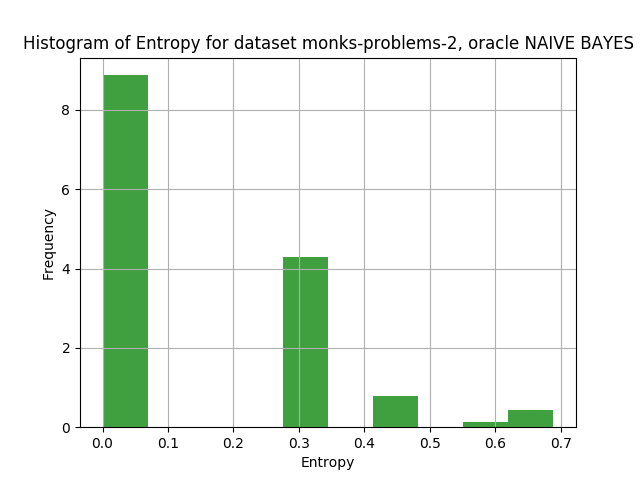 Histogram of Entropy for dataset monks-problems-2, oracle NAIVE BAYES
8
6
4
2
0
Frequency
0.0 0.1 0.2 0.3 0.4 0.5 0.6 0.7
Entropy